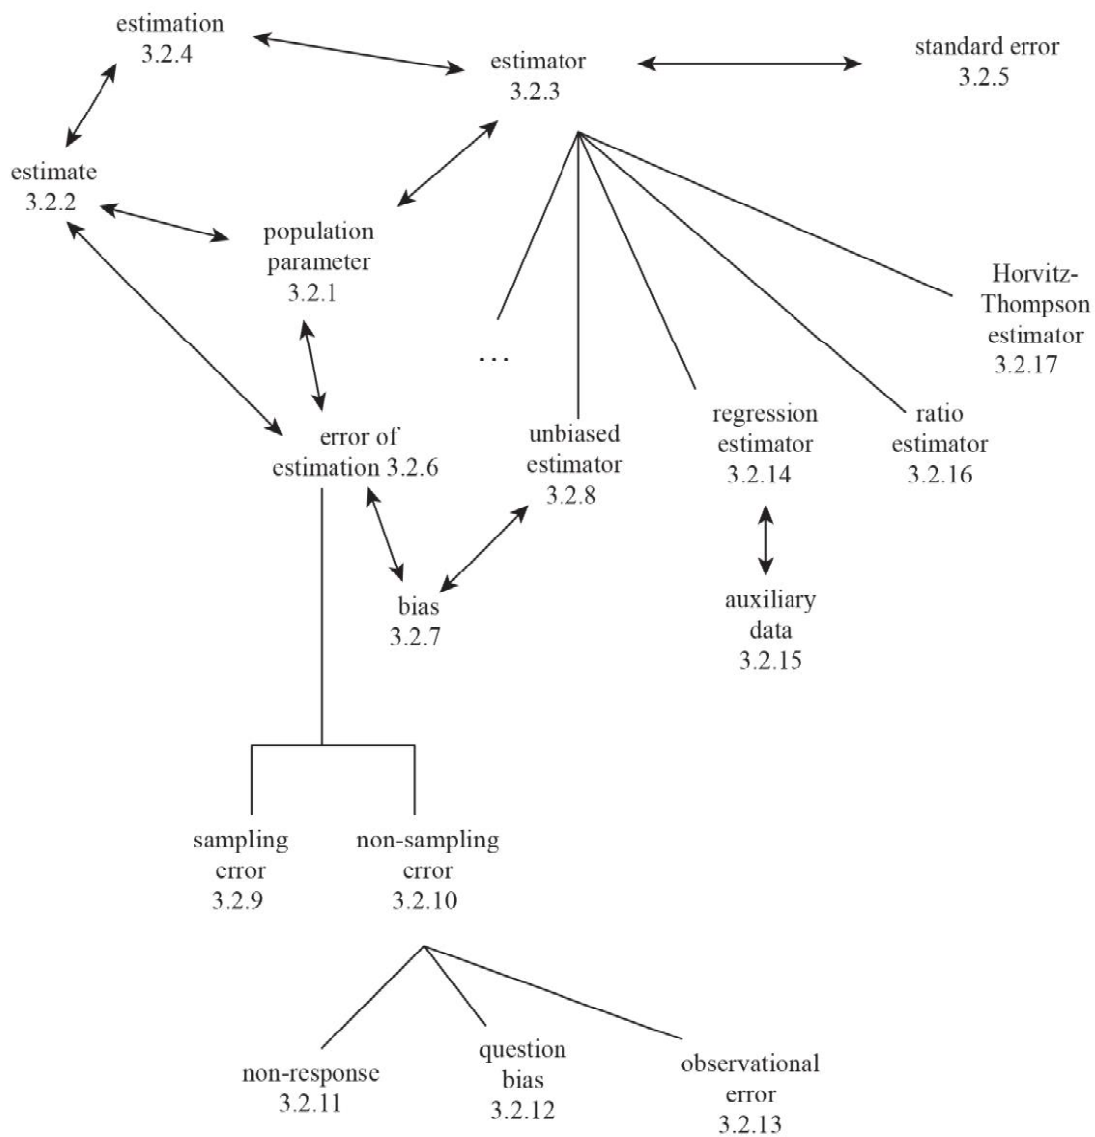 estimation
3.2.4
estimator
3.2.3
standard error
3.2.5
estimate
3.2.2
population
parameter
3.2.1
Horvitz-
Thompson
estimator
3.2.17
...
error of
estimation 3.2.6
unbiased
estimator
3.2.8
regression
estimator
3.2.14
ratio
estimator
3.2.16
bias
3.2.7
auxiliary
data
3.2.15
sampling
error
3.2.9
non-sampling
error
3.2.10
non-response
3.2.11
question
bias
3.2.12
observational
error
3.2.13